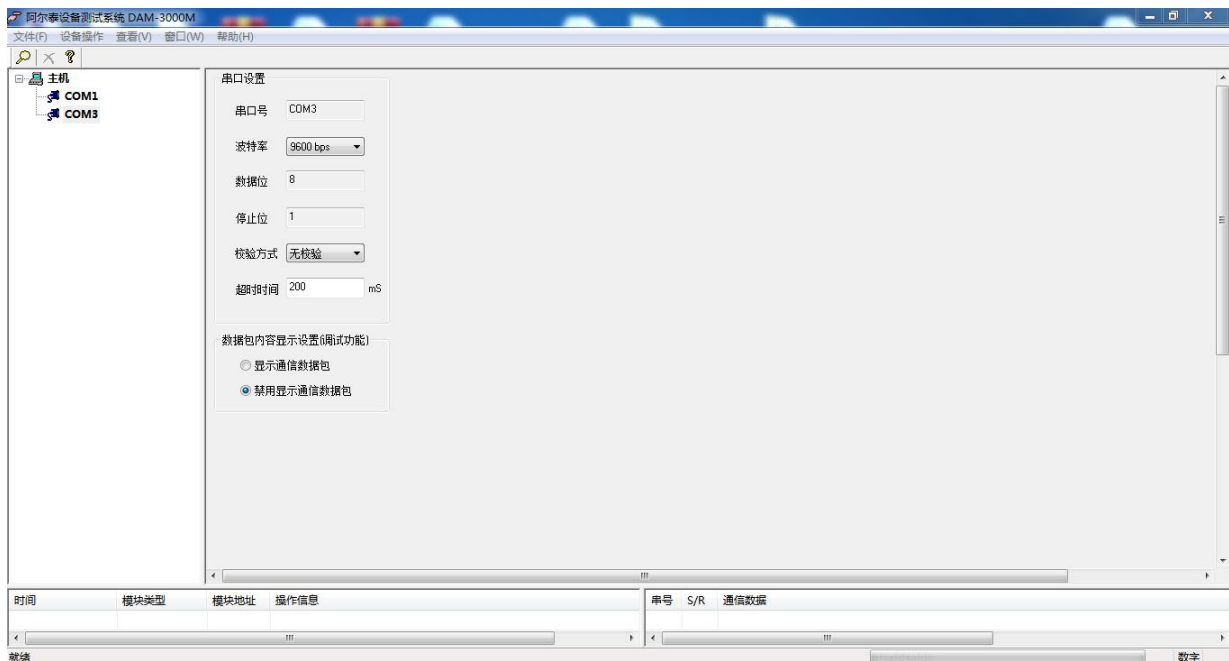 阿尔泰设备测试系统 DAM-3000M
文件(F) 设备操作 查看(V) 窗口(W) 帮助(H)
主机
COM1
COM3
串口设置
串口号 COM3
波特率 9600 bps
数据位 8
停止位 1
校验方式 无校验
超时时间 200 mS
数据包内容显示设置(调试功能)
显示通信数据包
禁用显示通信数据包
时间 模块类型 模块地址 操作信息
串号 S/R 通信数据
就绪 数字